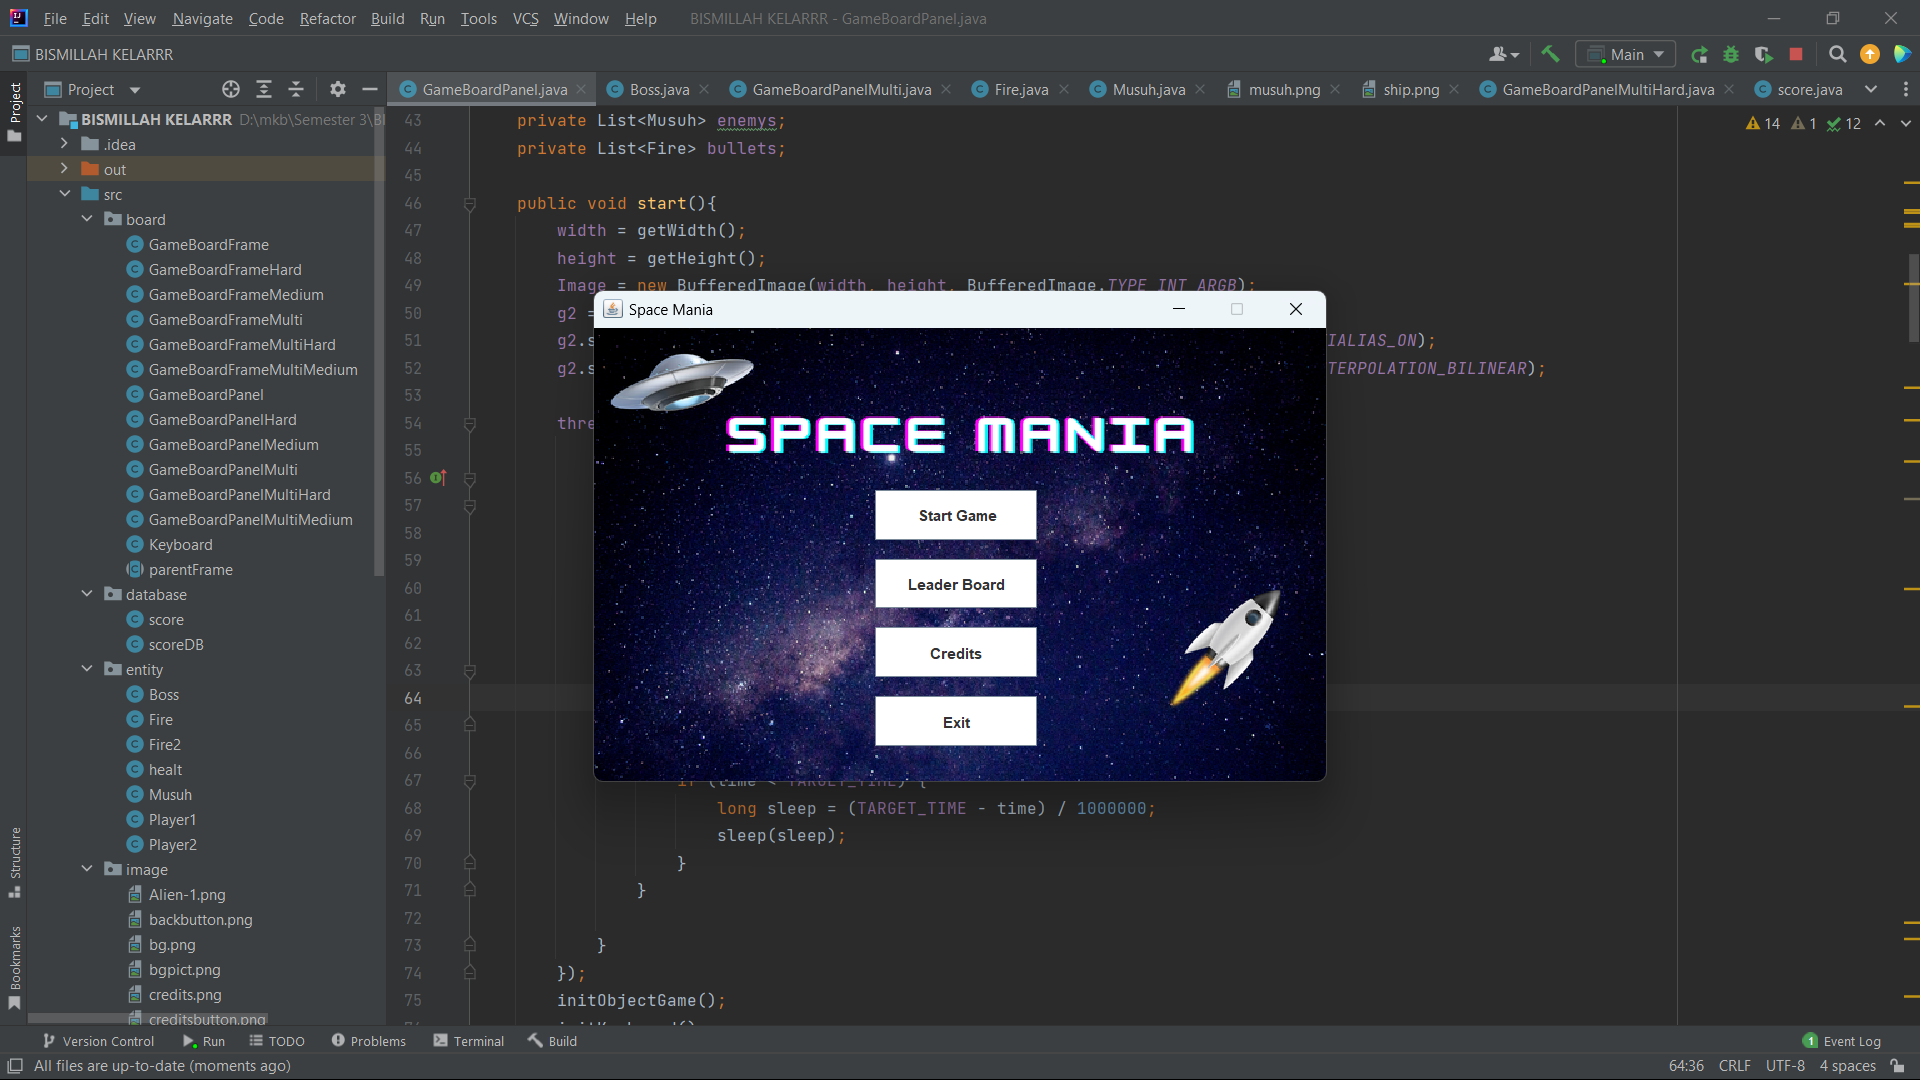 File Edit View Navigate Code Refactor Build Run Tools VCS Window Help BISMILLAH KELARRR - GameBoardPanel.java
BISMILLAH KELARRR Main
Project GameBoardPanel.java Boss.java GameBoardPanelMulti.java Fire.java Musuh.java musuh.png ship.png GameBoardPanelMultiHard.java score.java
Project
Structure
Bookmarks
BISMILLAH KELARRR D:\mkb\Semester 3\BI
.idea
out
src
board
GameBoardFrame
GameBoardFrameHard
GameBoardFrameMedium
GameBoardFrameMulti
GameBoardFrameMultiHard
GameBoardFrameMultiMedium
GameBoardPanel
GameBoardPanelHard
GameBoardPanelMedium
GameBoardPanelMulti
GameBoardPanelMultiHard
GameBoardPanelMultiMedium
Keyboard
parentFrame
database
score
scoreDB
entity
Boss
Fire
Fire2
healt
Musuh
Player1
Player2
image
Alien-1.png
backbutton.png
bg.png
bgpict.png
credits.png
creditsbutton.png
14 1 12
43 private List<Musuh> enemys;
44 private List<Fire> bullets;
45
46 public void start(){
47 width = getWidth();
48 height = getHeight();
49 Image = new BufferedImage(width, height, BufferedImage.TYPE_INT_ARGB);
50 g2 =
51 g2.s IALIAS_ON);
52 g2.s TERPOLATION_BILINEAR);
53
54 thre
55
56
57
58
59
60
61
62
63
64
65
66
67 if (time < TARGET_TIME) {
68 long sleep = (TARGET_TIME - time) / 1000000;
69 sleep(sleep);
70 }
71 }
72
73 }
74 });
75 initObjectGame();
Space Mania
SPACE MANIA
Start Game
Leader Board
Credits
Exit
Version Control Run TODO Problems Terminal Build 1 Event Log
All files are up-to-date (moments ago) 64:36 CRLF UTF-8 4 spaces